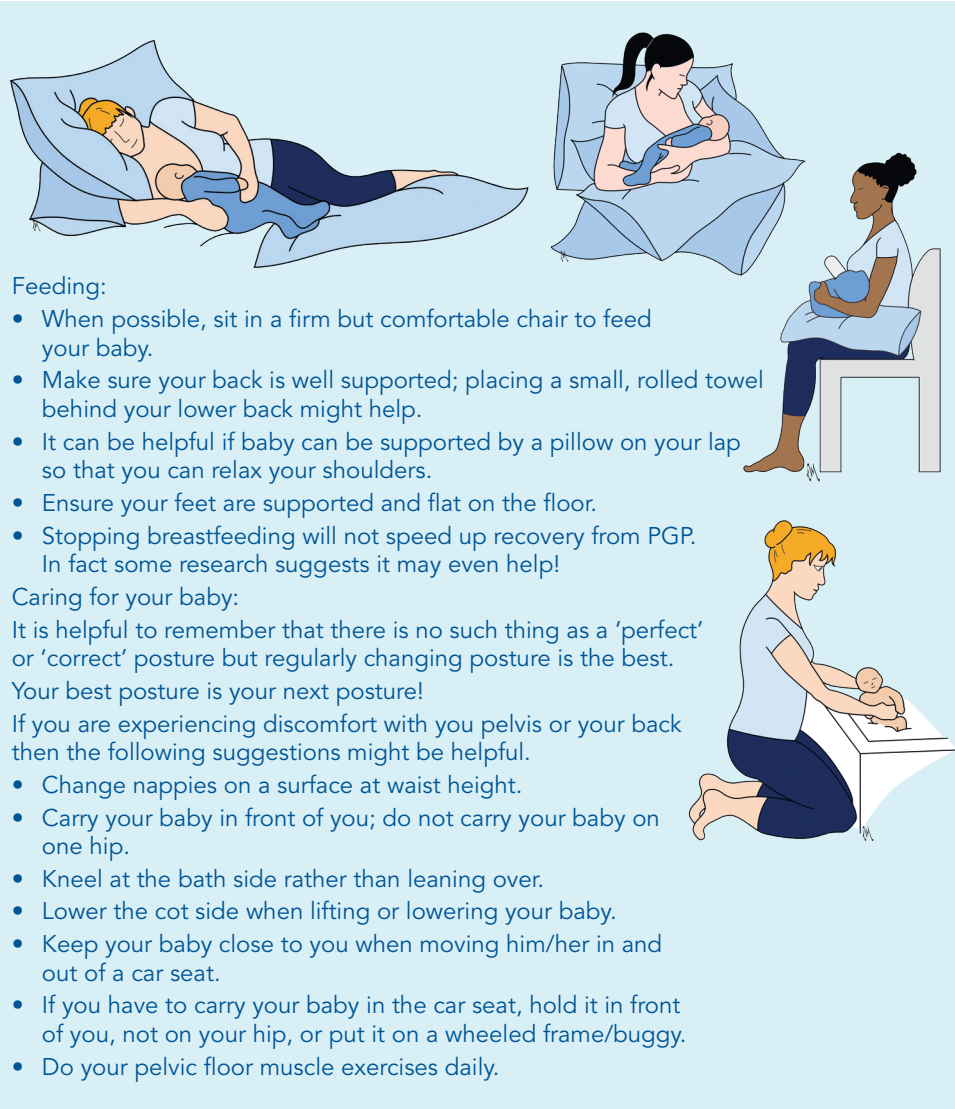 Feeding:
• When possible, sit in a firm but comfortable chair to feed
your baby.
• Make sure your back is well supported; placing a small, rolled towel
behind your lower back might help.
• It can be helpful if baby can be supported by a pillow on your lap
so that you can relax your shoulders.
• Ensure your feet are supported and flat on the floor.
• Stopping breastfeeding will not speed up recovery from PGP.
In fact some research suggests it may even help!
Caring for your baby:
It is helpful to remember that there is no such thing as a ‘perfect’
or ‘correct’ posture but regularly changing posture is the best.
Your best posture is your next posture!
If you are experiencing discomfort with you pelvis or your back
then the following suggestions might be helpful.
• Change nappies on a surface at waist height.
• Carry your baby in front of you; do not carry your baby on
one hip.
• Kneel at the bath side rather than leaning over.
• Lower the cot side when lifting or lowering your baby.
• Keep your baby close to you when moving him/her in and
out of a car seat.
• If you have to carry your baby in the car seat, hold it in front
of you, not on your hip, or put it on a wheeled frame/buggy.
• Do your pelvic floor muscle exercises daily.